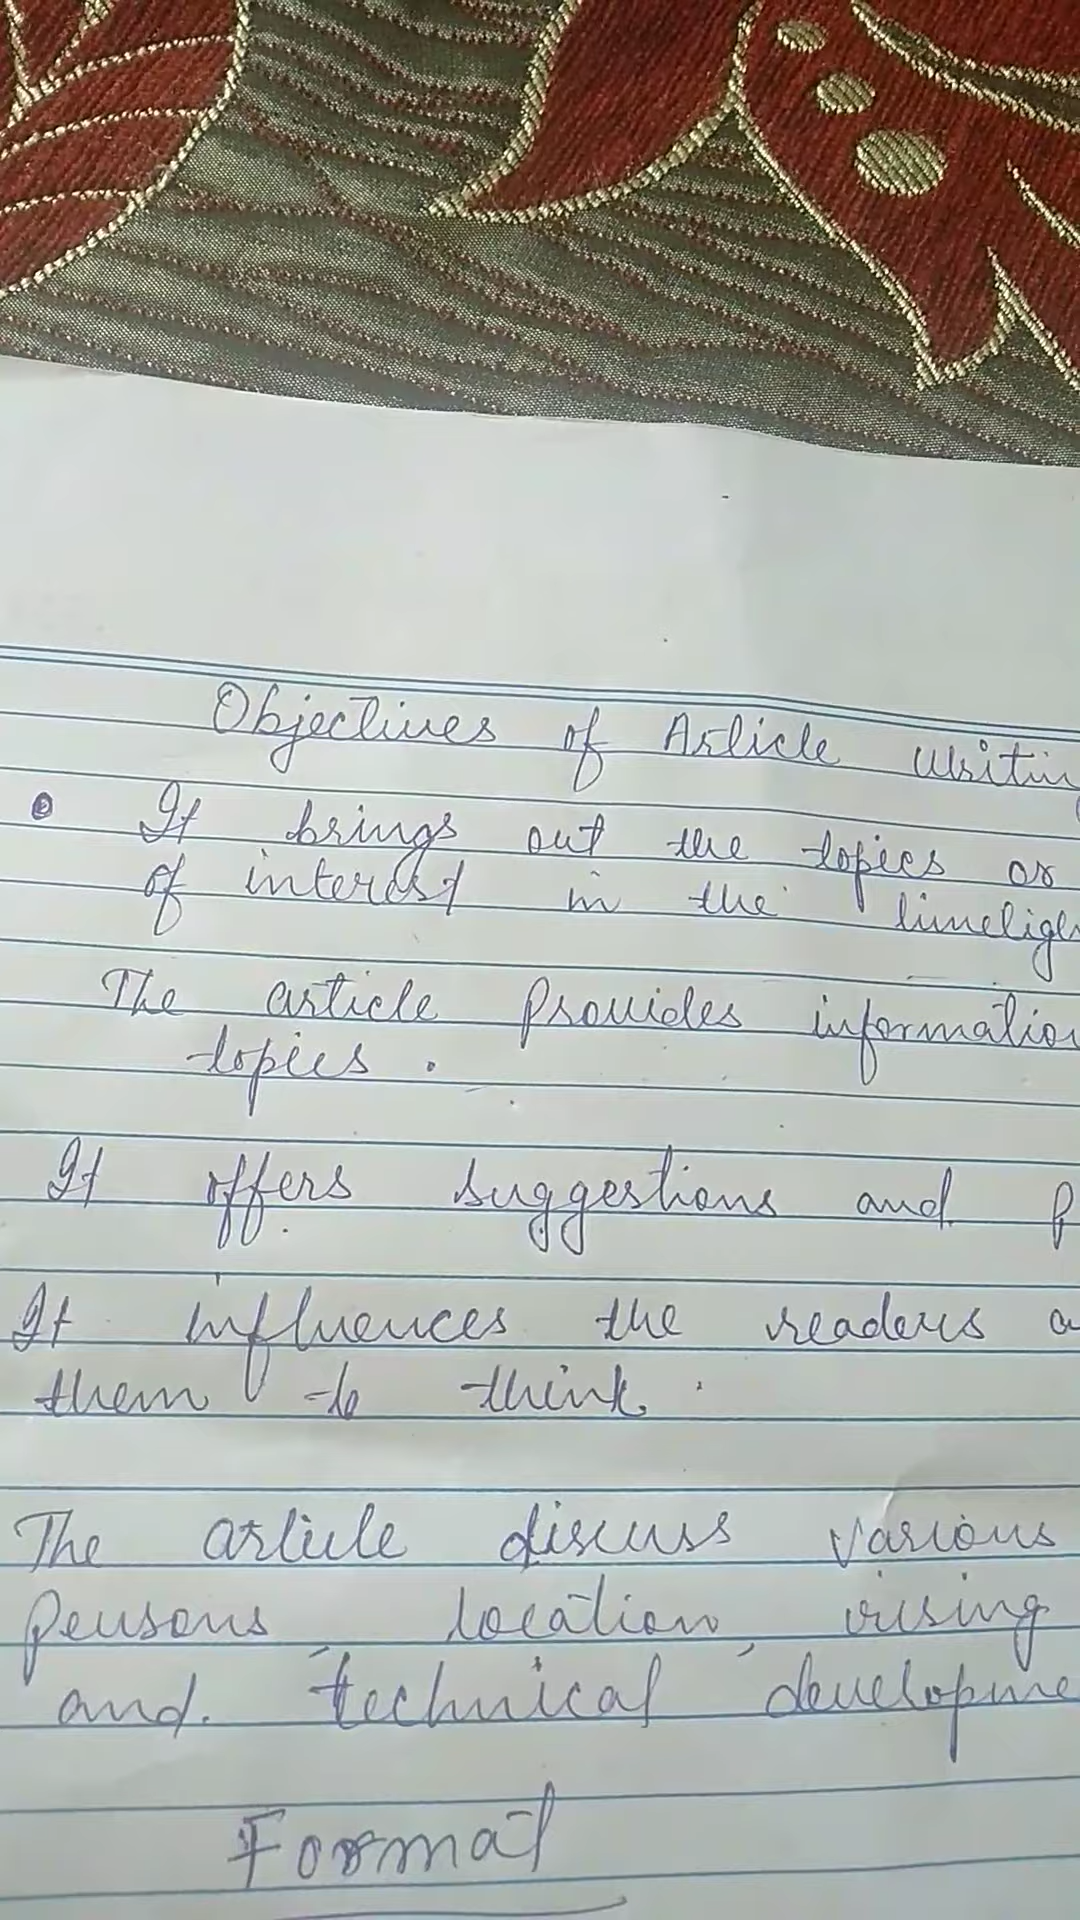 Objectives of Article writin
• It brings out the topics or
of interest in the limeligh
The article Provides information
topics .
It offers suggestions and p
It influences the readers a
them to think .
The article discuss various
persons location, rising
and. technical developme
Format